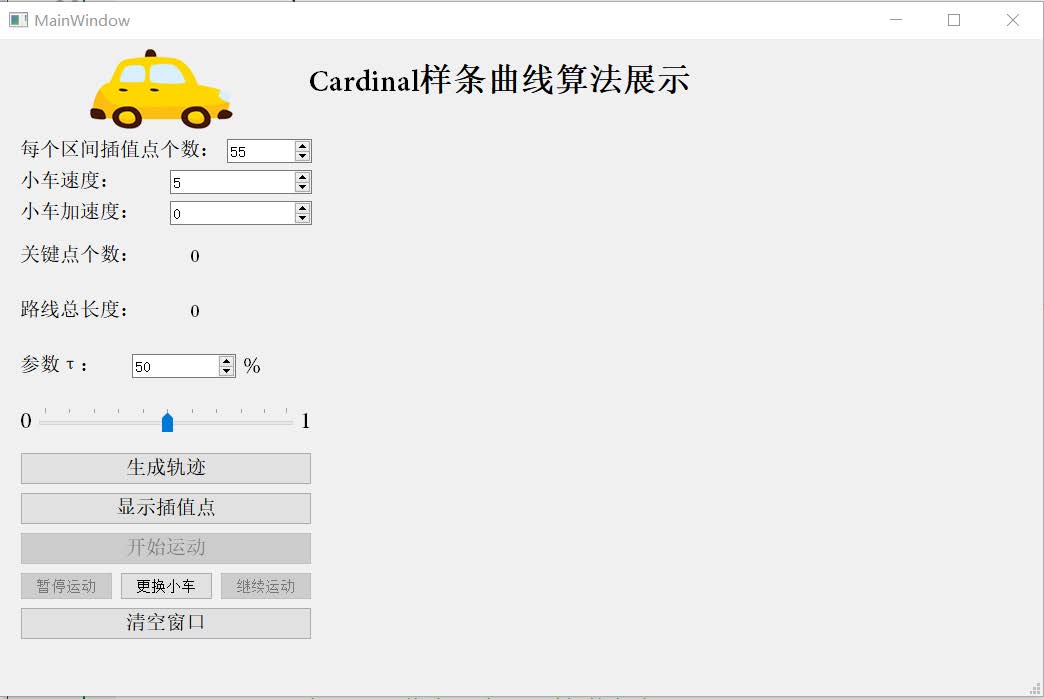 MainWindow
Cardinal样条曲线算法展示
每个区间插值点个数： 55
小车速度： 5
小车加速度： 0
关键点个数： 0
路线总长度： 0
参数τ： 50 %
0 1
生成轨迹
显示插值点
开始运动
暂停运动 更换小车 继续运动
清空窗口